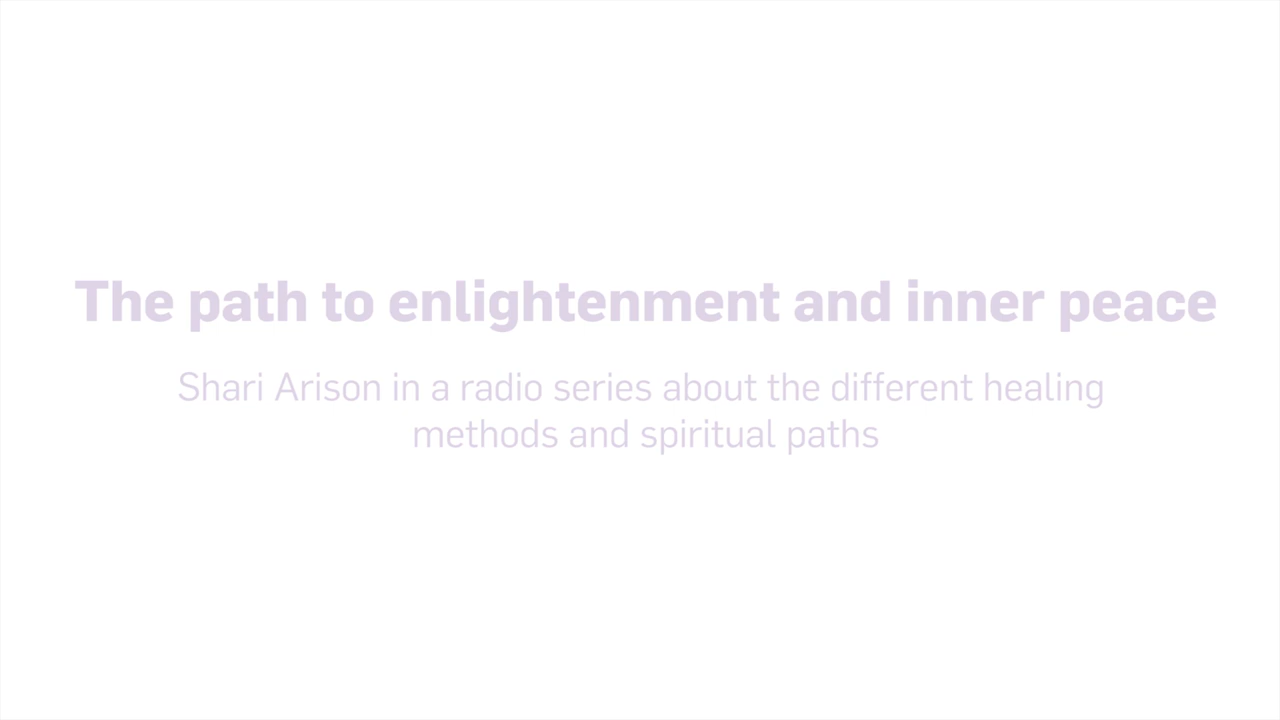 The path to enlightenment and inner peace
Shari Arison in a radio series about the different healing
methods and spiritual paths